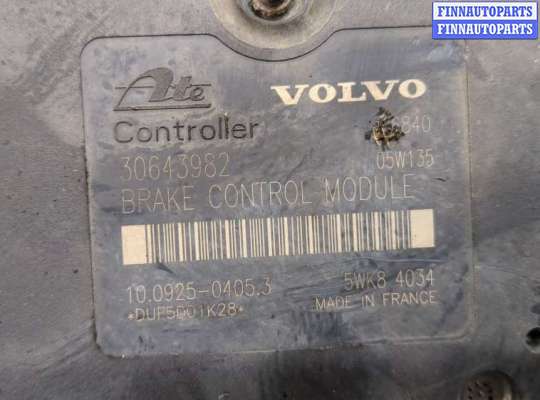 FINNAUTOPARTS
FINNAUTOPARTS
Ate VOLVO
Controller
30643982 05W135
BRAKE CONTROL MODULE
10.0925-0405.3 5WK8 4034
MADE IN FRANCE